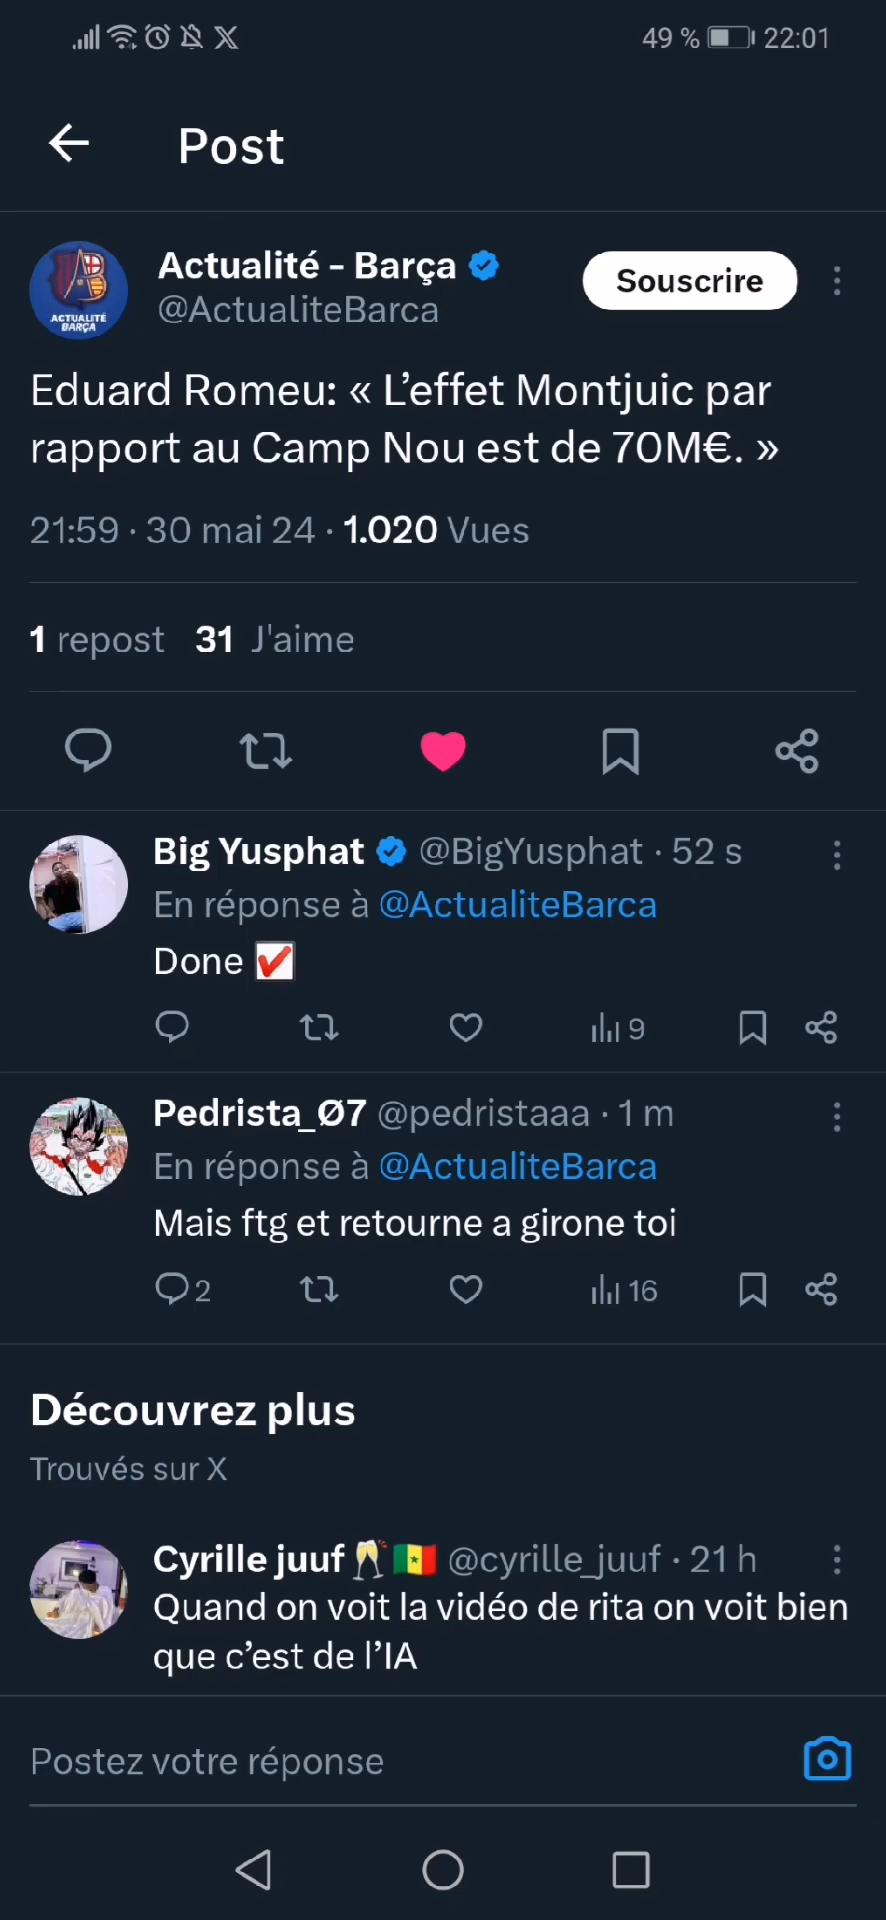 49 % 22:01
Post
Actualité - Barça
Souscrire
@ActualiteBarca
ACTUALITÉ
BARÇA
Eduard Romeu: « L’effet Montjuic par
rapport au Camp Nou est de 70M€. »
21:59 · 30 mai 24 · 1.020 Vues
1 repost 31 J'aime
Big Yusphat @BigYusphat · 52 s
En réponse à @ActualiteBarca
Done ☑
9
Pedrista_Ø7 @pedristaaa · 1 m
En réponse à @ActualiteBarca
Mais ftg et retourne a girone toi
2 16
Découvrez plus
Trouvés sur X
Cyrille juuf 🥂🇸🇳 @cyrille_juuf · 21 h
Quand on voit la vidéo de rita on voit bien
que c’est de l’IA
Postez votre réponse